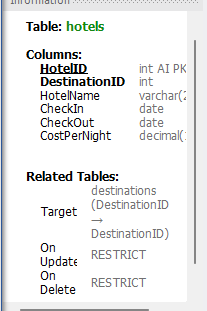 Information
Table: hotels
Columns:
HotelID int AI PK
DestinationID int
HotelName varchar(2
CheckIn date
CheckOut date
CostPerNight decimal(
Related Tables:
Target destinations
(DestinationID
→
DestinationID)
On
Update RESTRICT
On
Delete RESTRICT